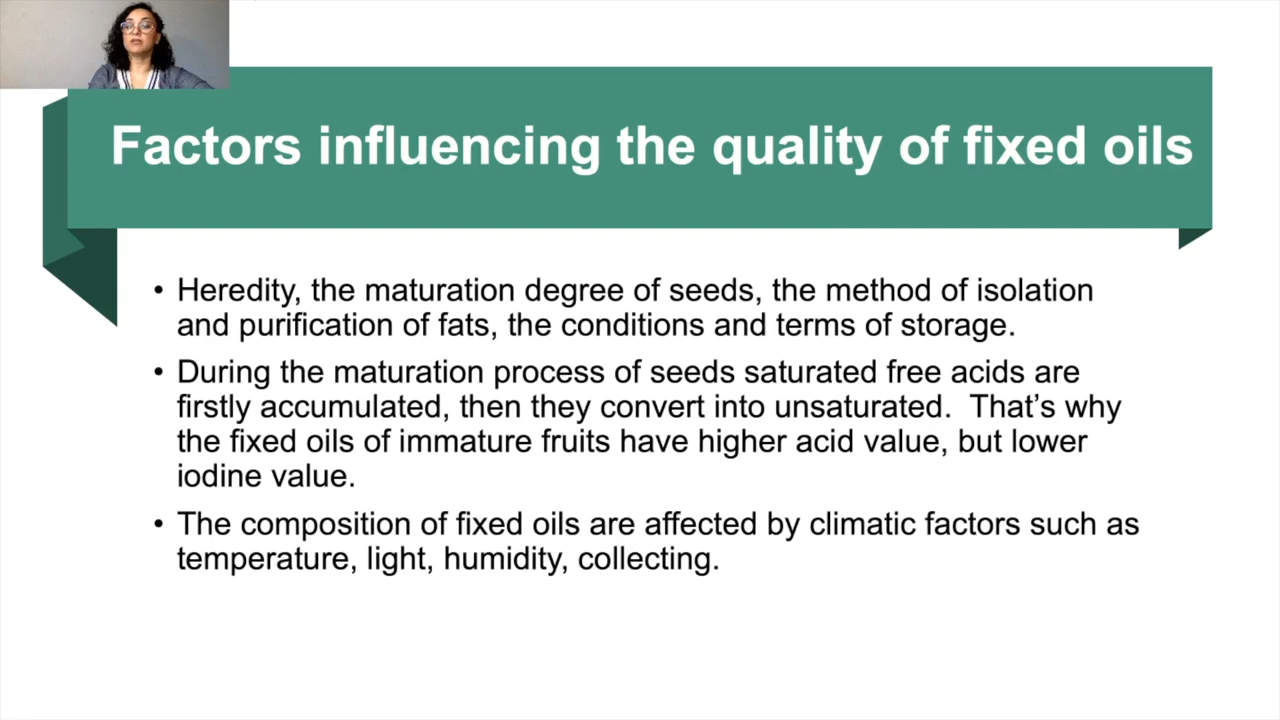 Factors influencing the quality of fixed oils
• Heredity, the maturation degree of seeds, the method of isolation
and purification of fats, the conditions and terms of storage.
• During the maturation process of seeds saturated free acids are
firstly accumulated, then they convert into unsaturated.  That’s why
the fixed oils of immature fruits have higher acid value, but lower
iodine value.
• The composition of fixed oils are affected by climatic factors such as
temperature, light, humidity, collecting.